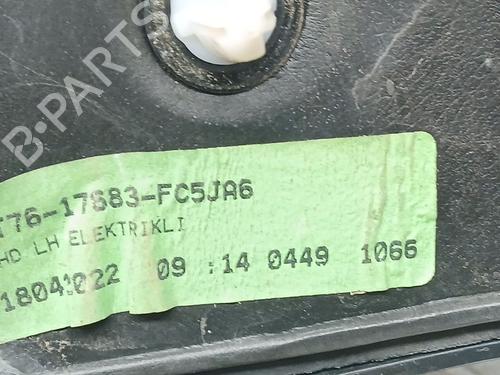 B-PARTS
T76-17683-FC5JA6
HD LH ELEKTRIKLI
18041022 09 :14 0449 1066